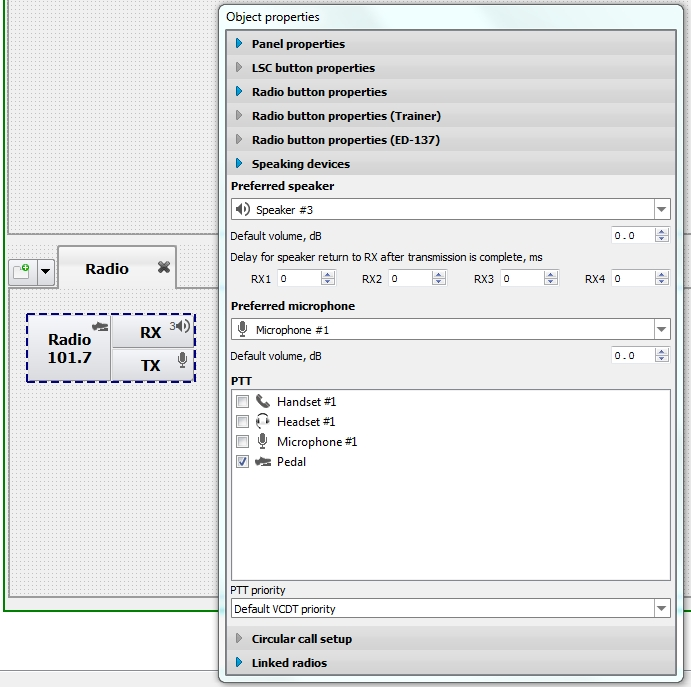 Object properties
Panel properties
LSC button properties
Radio button properties
Radio button properties (Trainer)
Radio button properties (ED-137)
Speaking devices
Preferred speaker
Speaker #3
Default volume, dB 0.0
Delay for speaker return to RX after transmission is complete, ms
RX1 0 RX2 0 RX3 0 RX4 0
Preferred microphone
Microphone #1
Default volume, dB 0.0
PTT
Handset #1
Headset #1
Microphone #1
Pedal
PTT priority
Default VCDT priority
Circular call setup
Linked radios
Radio
Radio
101.7
RX 3
TX